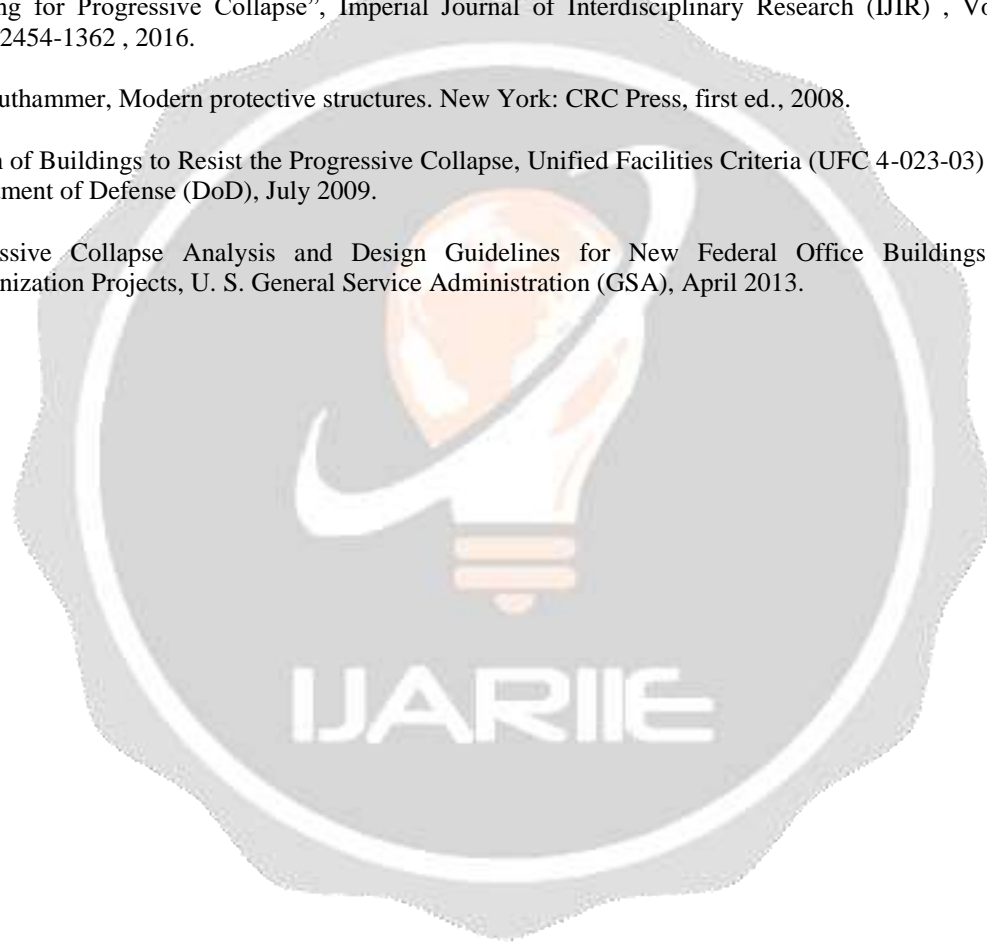 ng for Progressive Collapse”, Imperial Journal of Interdisciplinary Research (IJIR) , Vo
2454-1362 , 2016.
uthammer, Modern protective structures. New York: CRC Press, first ed., 2008.
n of Buildings to Resist the Progressive Collapse, Unified Facilities Criteria (UFC 4-023-03)
ment of Defense (DoD), July 2009.
ssive Collapse Analysis and Design Guidelines for New Federal Office Buildings
nization Projects, U. S. General Service Administration (GSA), April 2013.
IJARIIE